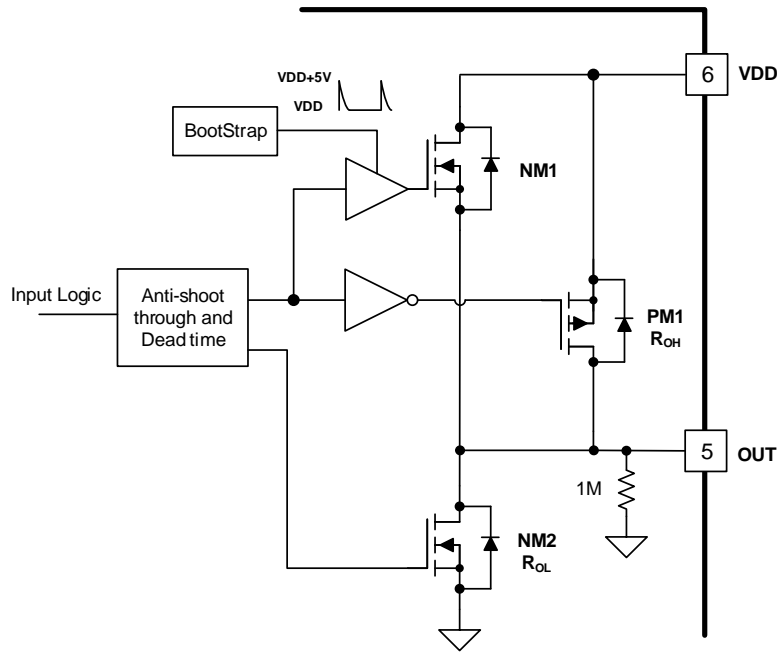 6 VDD
VDD+5V
VDD
BootStrap
NM1
Input Logic
Anti-shoot
through and
Dead time
PM1
ROH
5 OUT
1M
NM2
ROL